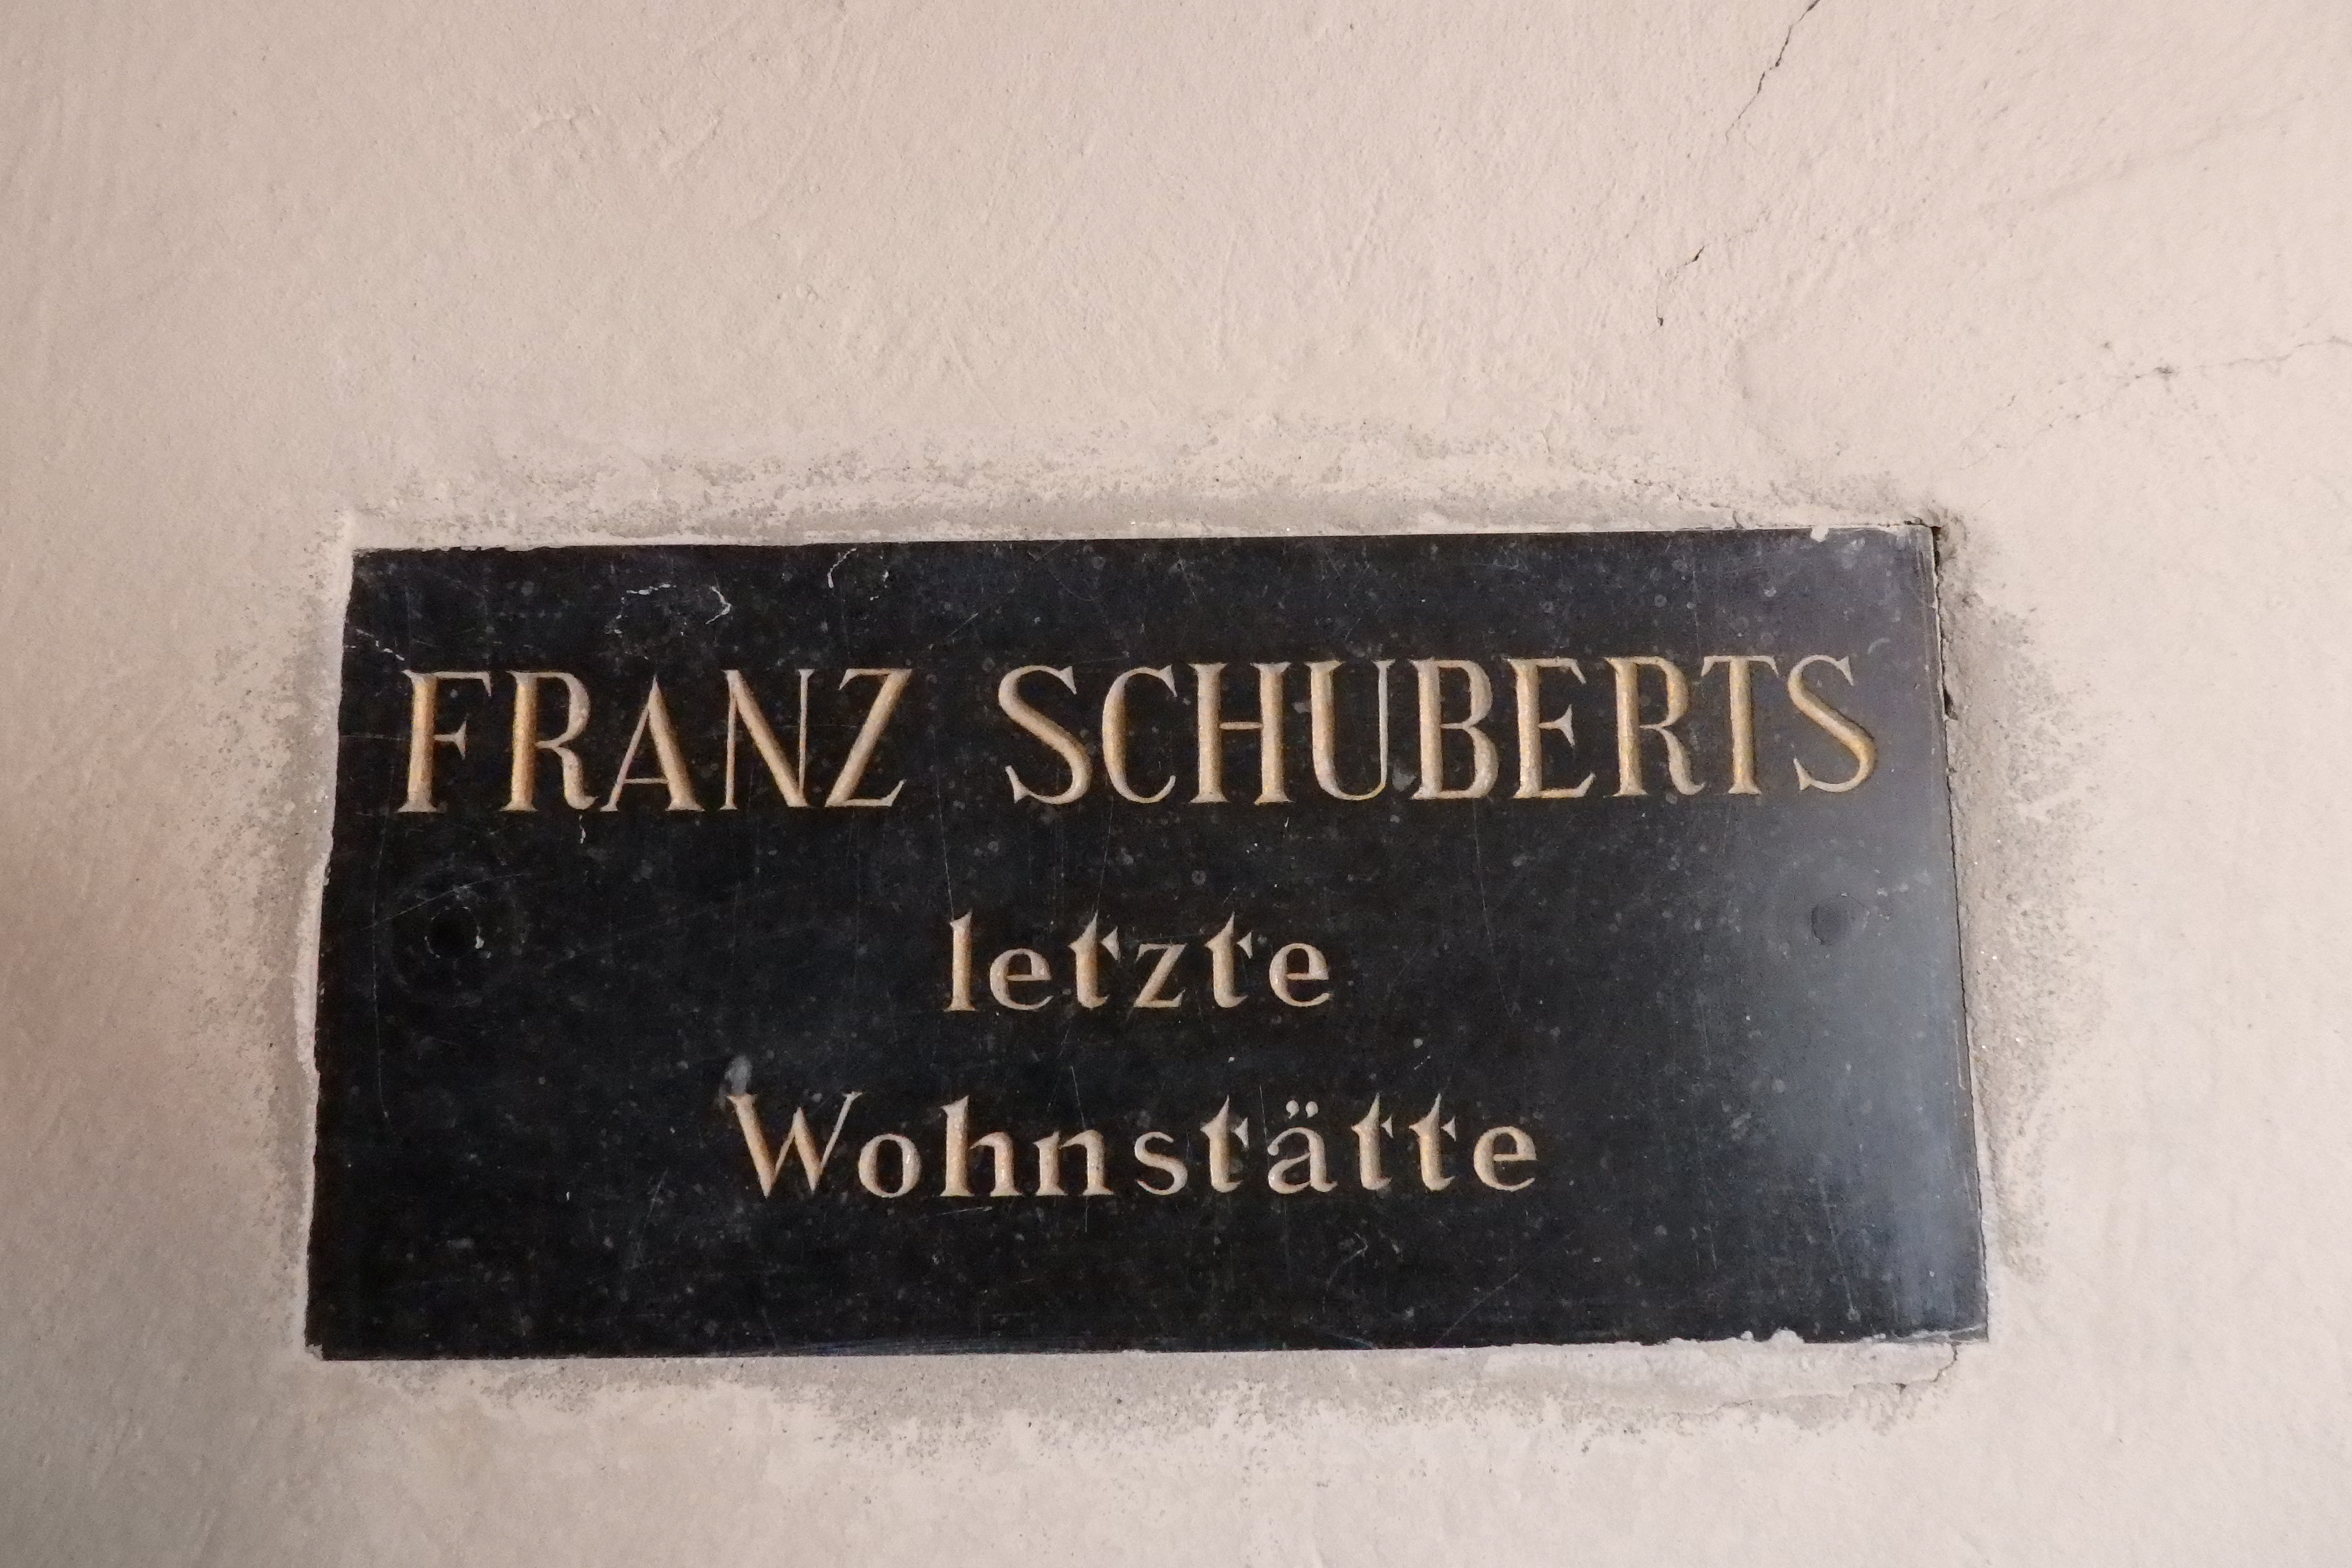 FRANZ SCHUBERTS
letzte
Wohnstätte